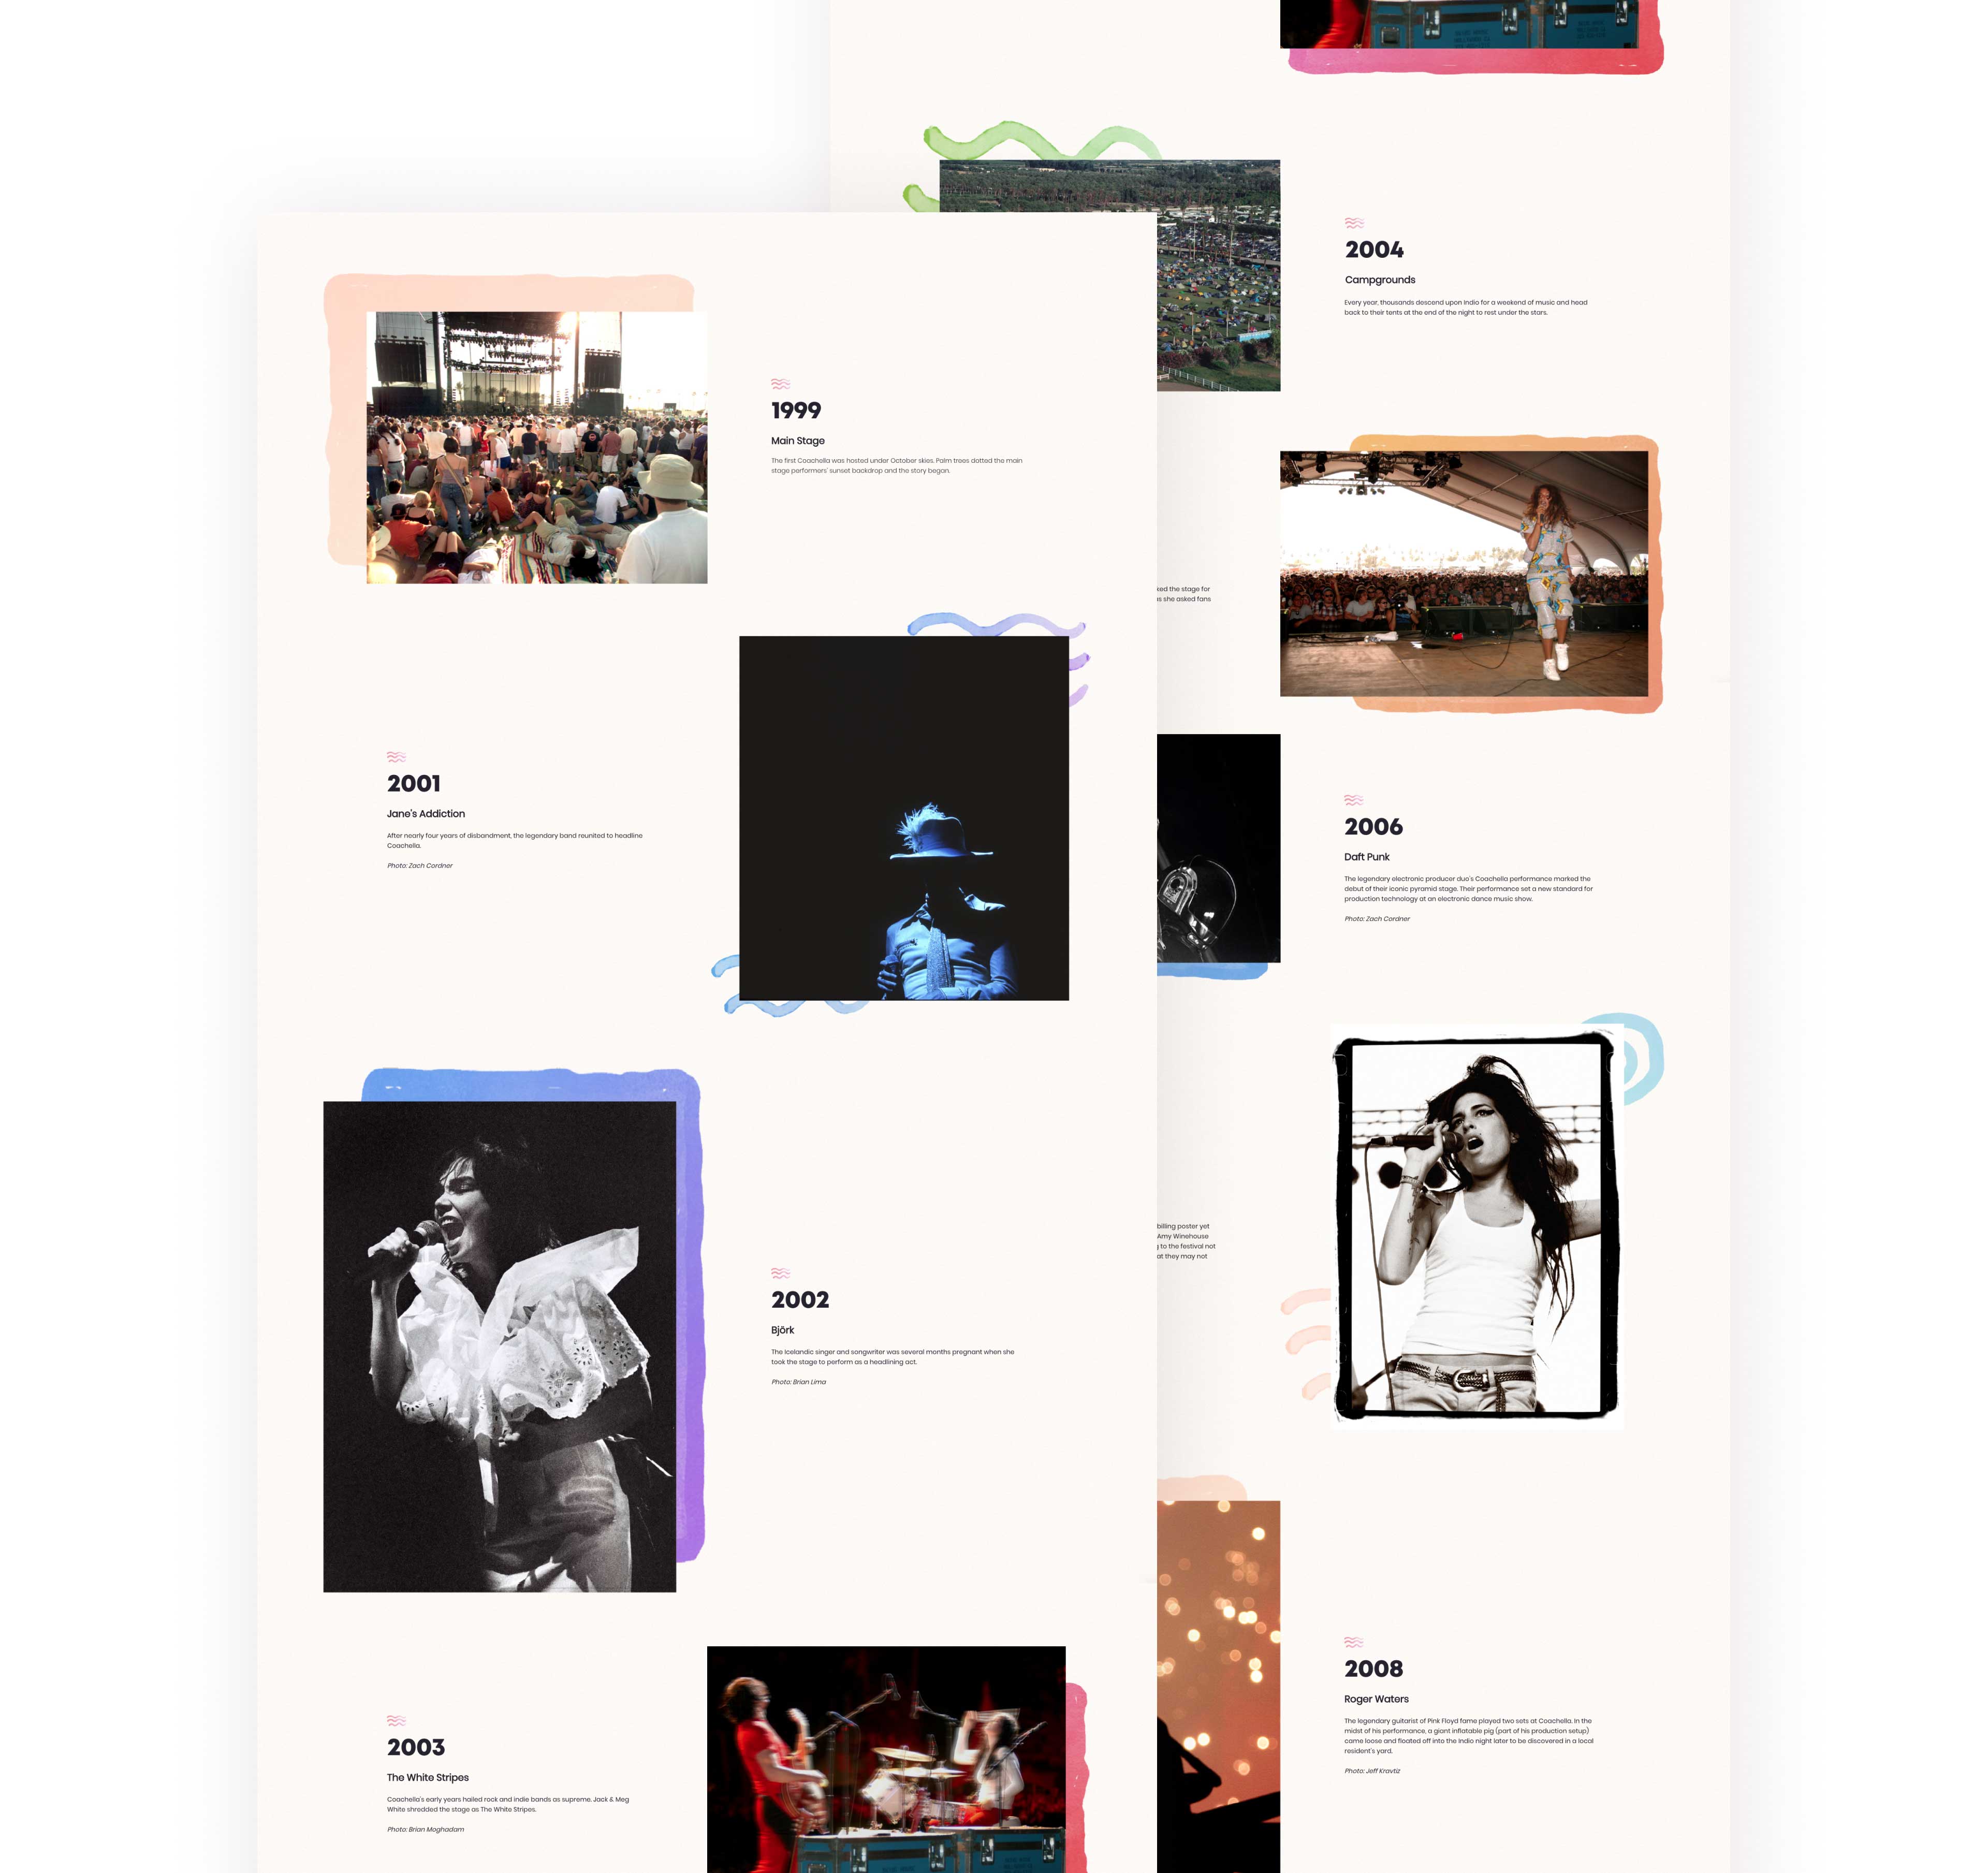 1999
Main Stage
The first Coachella was hosted under October skies. Palm trees dotted the main
stage performers' sunset backdrop and the story began.
2001
Jane's Addiction
After nearly four years of disbandment, the legendary band reunited to headline
Coachella.
Photo: Zach Cordner
2002
Björk
The Icelandic singer and songwriter was several months pregnant when she
took the stage to perform as a headlining act.
Photo: Brian Lima
2003
The White Stripes
Coachella's early years hailed rock and indie bands as supreme. Jack & Meg
White shredded the stage as The White Stripes.
Photo: Brian Moghadam
2004
Campgrounds
Every year, thousands descend upon Indio for a weekend of music and head
back to their tents at the end of the night to rest under the stars.
the stage for
she asked fans
2006
Daft Punk
The legendary electronic producer duo's Coachella performance marked the
debut of their iconic pyramid stage. Their performance set a new standard for
production technology at an electronic dance music show.
Photo: Zach Cordner
billing poster yet
Amy Winehouse
to the festival not
at they may not
2008
Roger Waters
The legendary guitarist of Pink Floyd fame played two sets at Coachella. In the
midst of his performance, a giant inflatable pig (part of his production setup)
came loose and floated off into the Indio night later to be discovered in a local
resident's yard.
Photo: Jeff Kravtiz